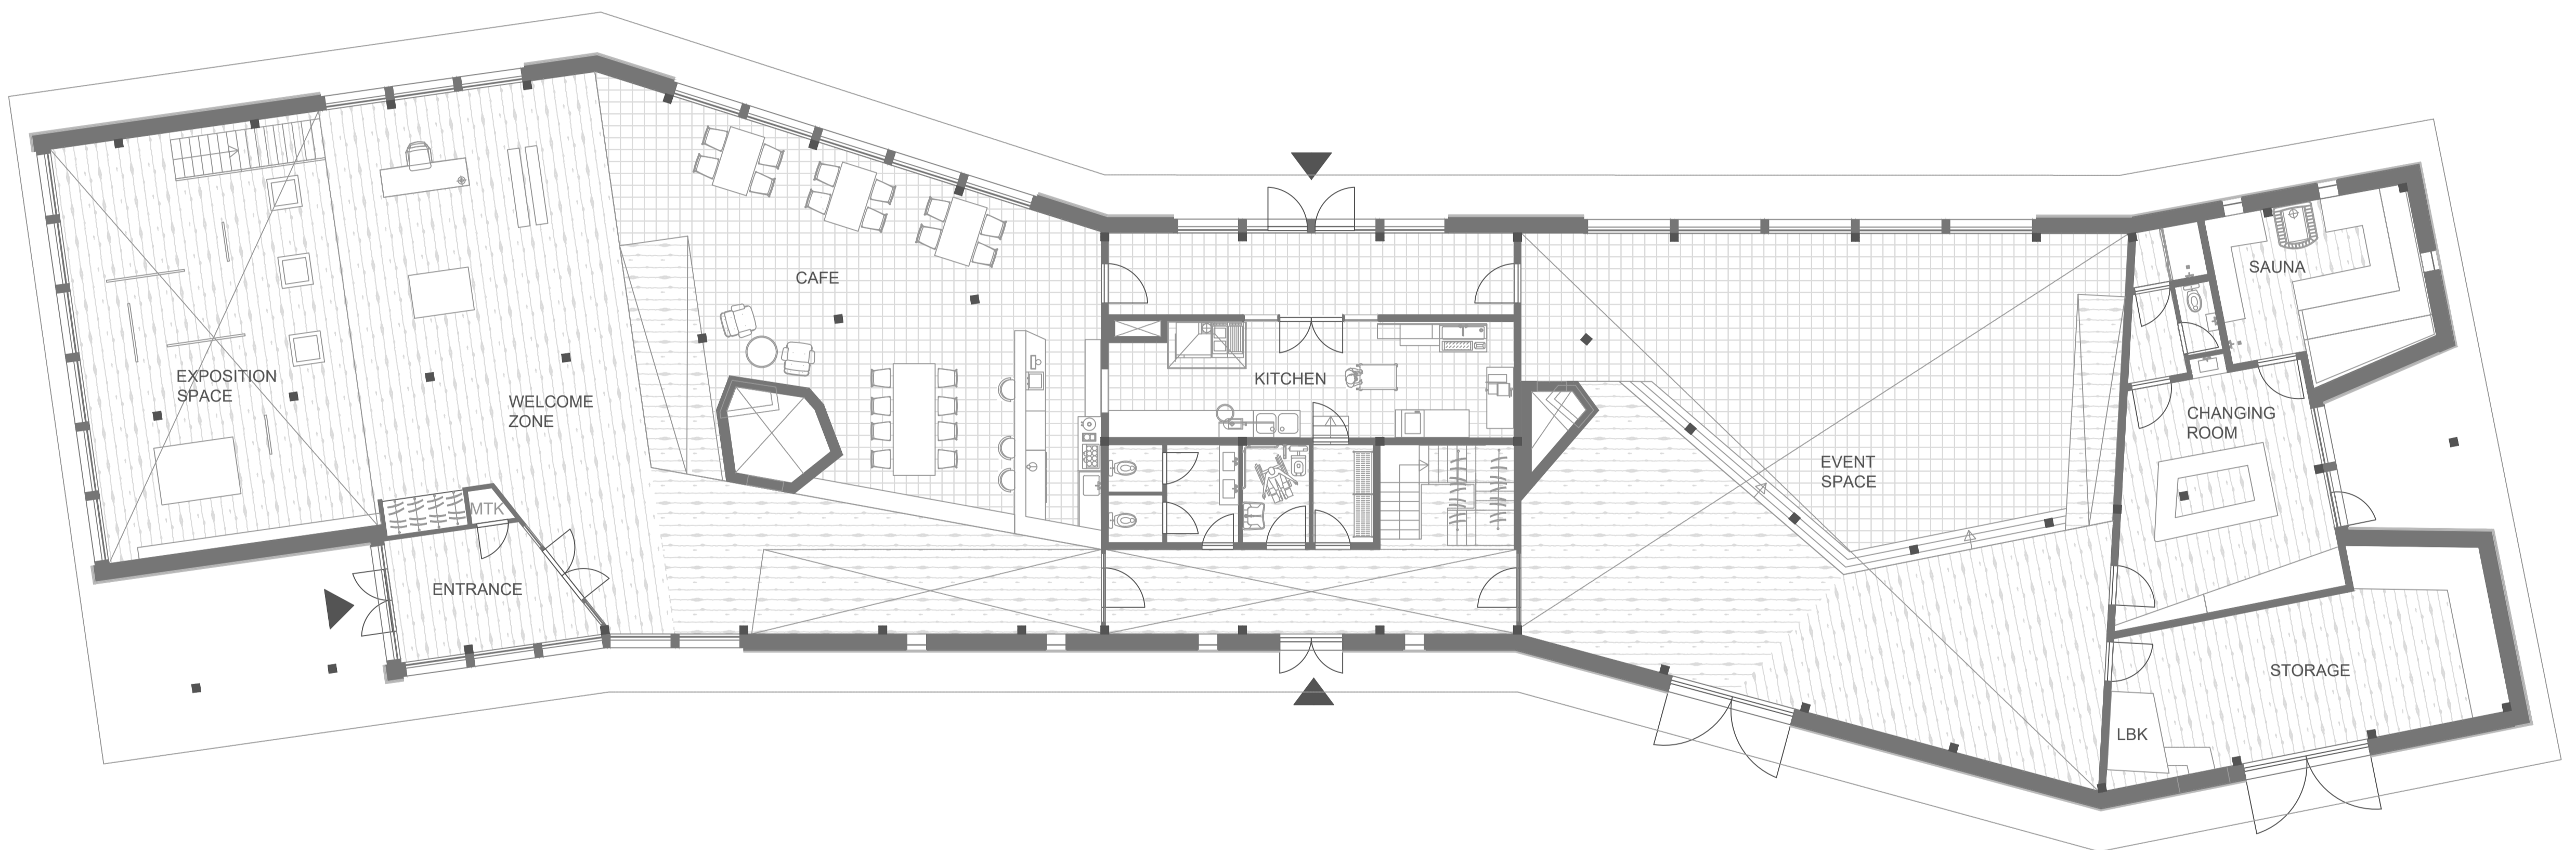 EXPOSITION
SPACE
WELCOME
ZONE
MTK
ENTRANCE
CAFE
KITCHEN
EVENT
SPACE
SAUNA
CHANGING
ROOM
STORAGE
LBK